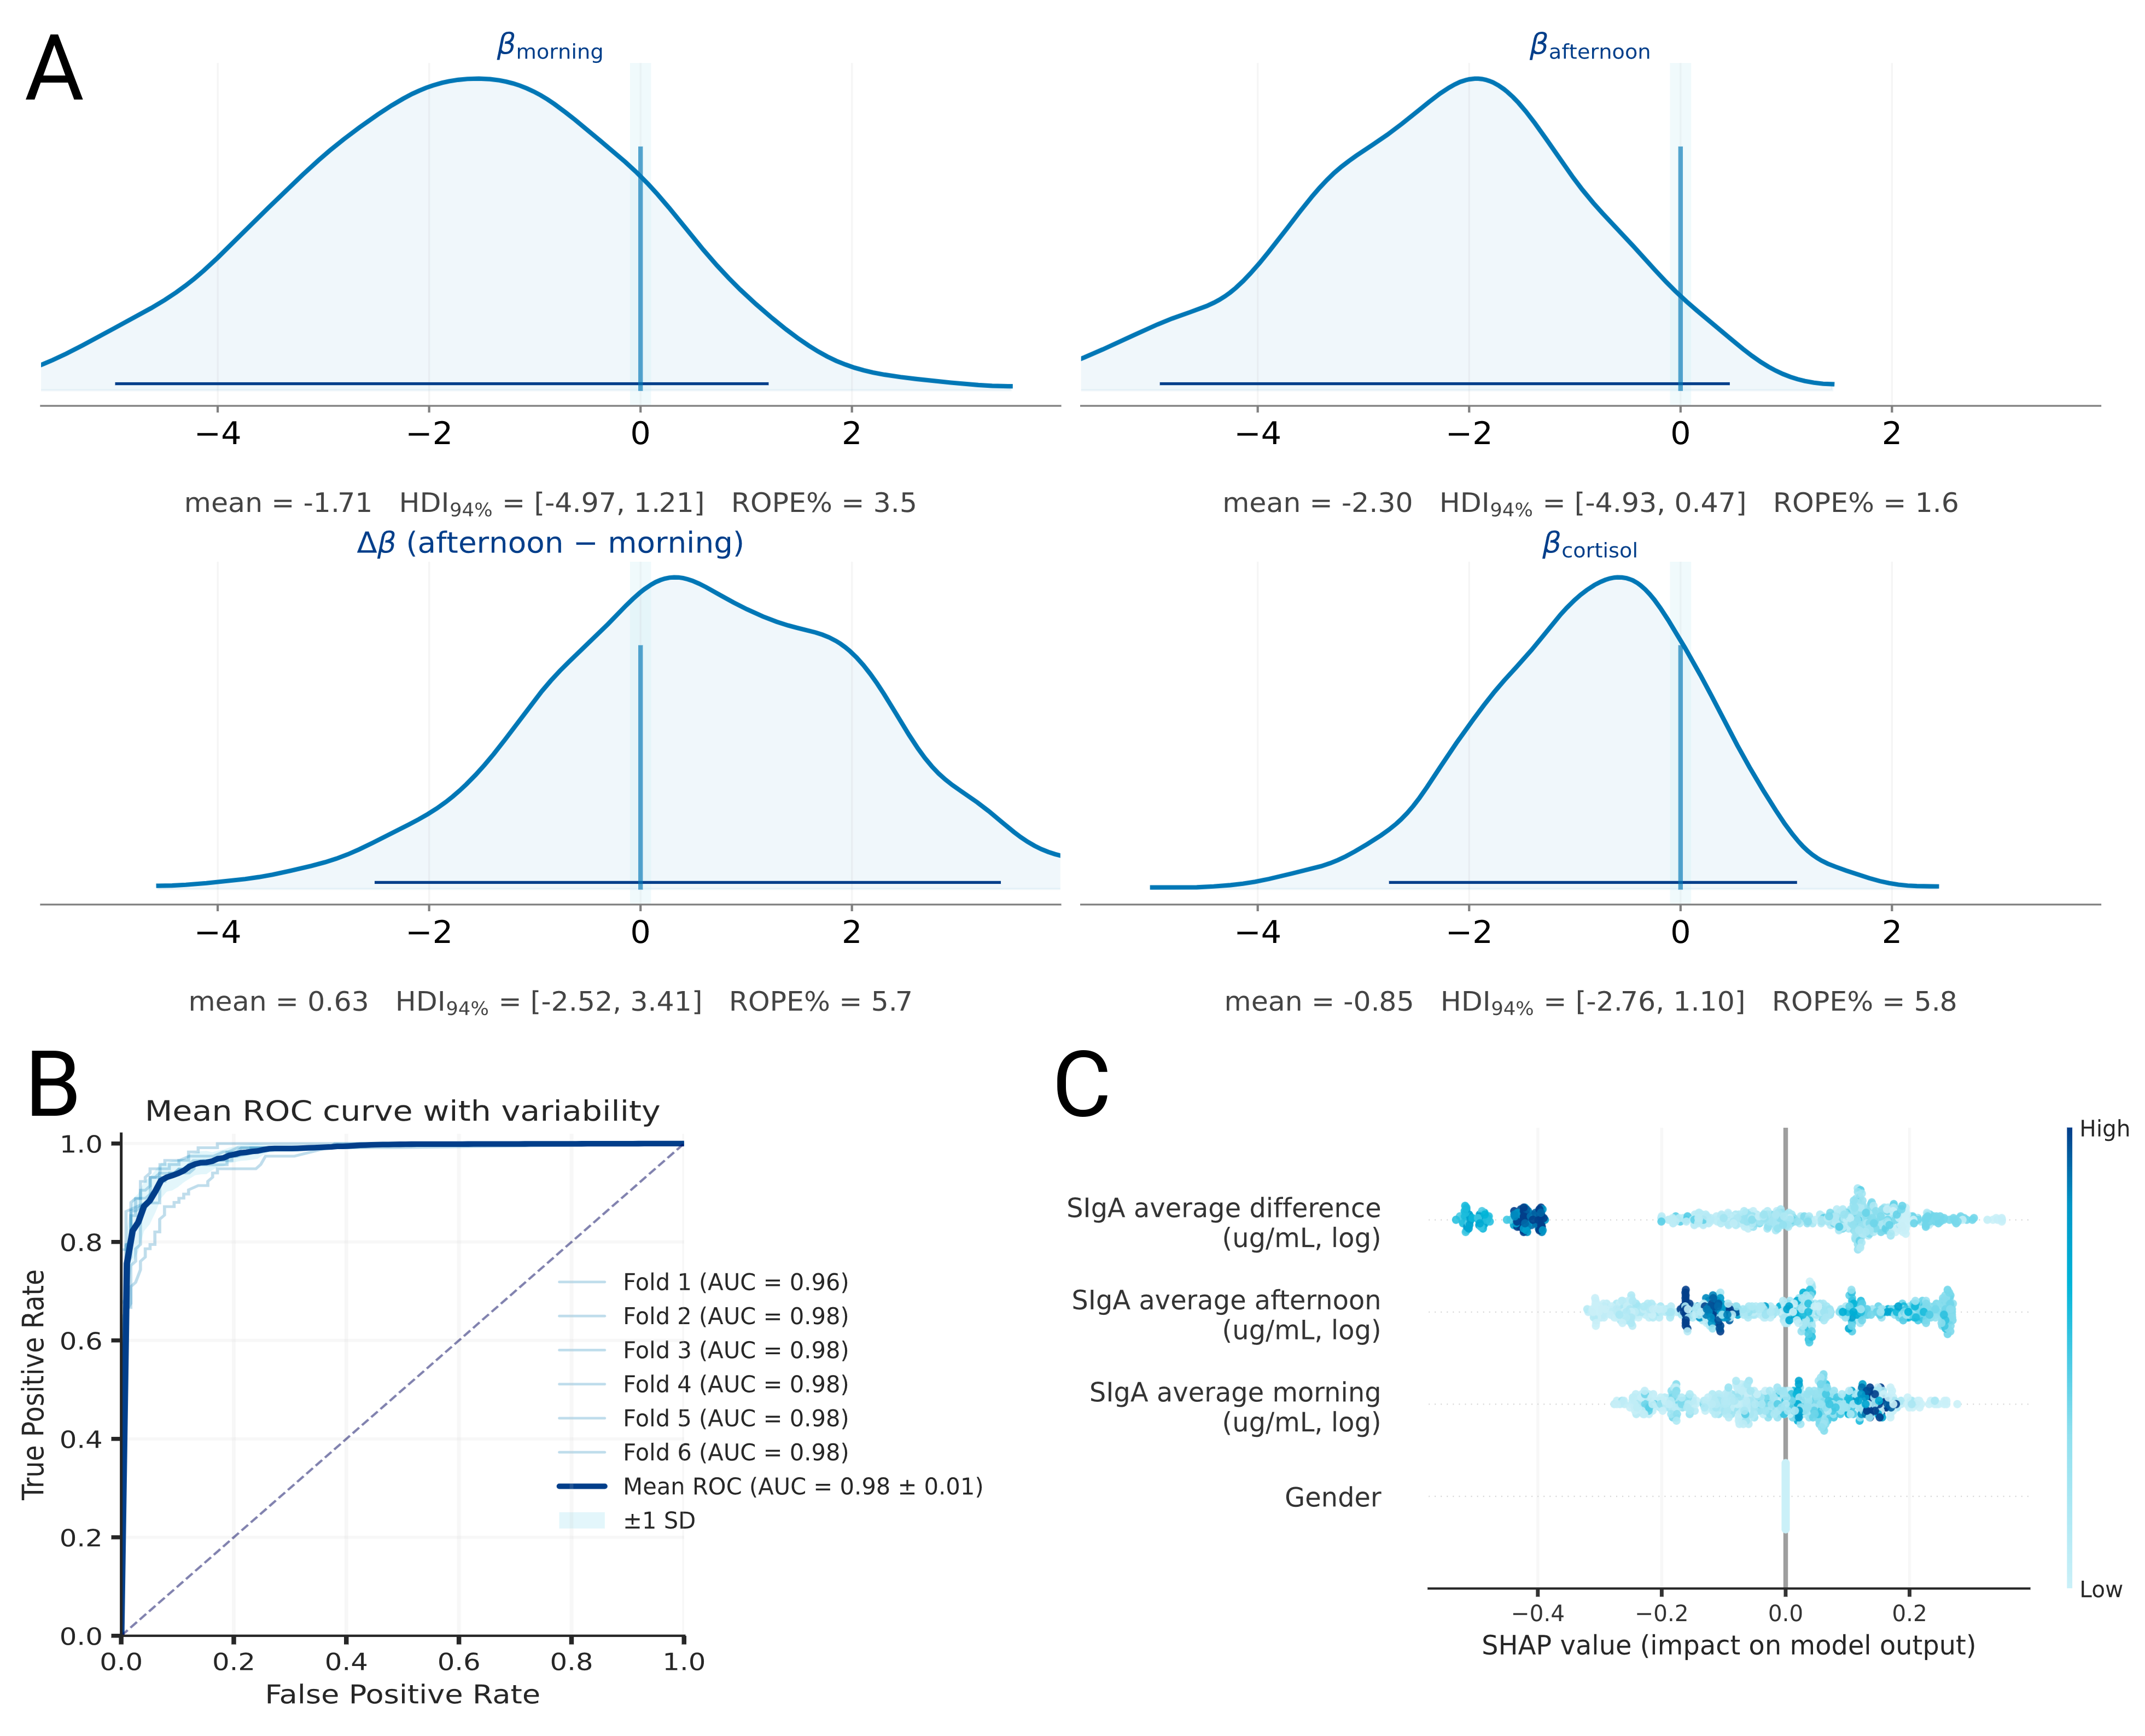 A
βmorning
βafternoon
−4 −2 0 2
−4 −2 0 2
mean = -1.71 HDI94% = [-4.97, 1.21] ROPE% = 3.5
mean = -2.30 HDI94% = [-4.93, 0.47] ROPE% = 1.6
Δβ (afternoon − morning)
βcortisol
−4 −2 0 2
−4 −2 0 2
mean = 0.63 HDI94% = [-2.52, 3.41] ROPE% = 5.7
mean = -0.85 HDI94% = [-2.76, 1.10] ROPE% = 5.8
B
Mean ROC curve with variability
True Positive Rate
1.0
0.8
0.6
0.4
0.2
0.0
Fold 1 (AUC = 0.96)
Fold 2 (AUC = 0.98)
Fold 3 (AUC = 0.98)
Fold 4 (AUC = 0.98)
Fold 5 (AUC = 0.98)
Fold 6 (AUC = 0.98)
Mean ROC (AUC = 0.98 ± 0.01)
±1 SD
0.0 0.2 0.4 0.6 0.8 1.0
False Positive Rate
C
SIgA average difference
(ug/mL, log)
SIgA average afternoon
(ug/mL, log)
SIgA average morning
(ug/mL, log)
Gender
−0.4 −0.2 0.0 0.2
SHAP value (impact on model output)
High
Low